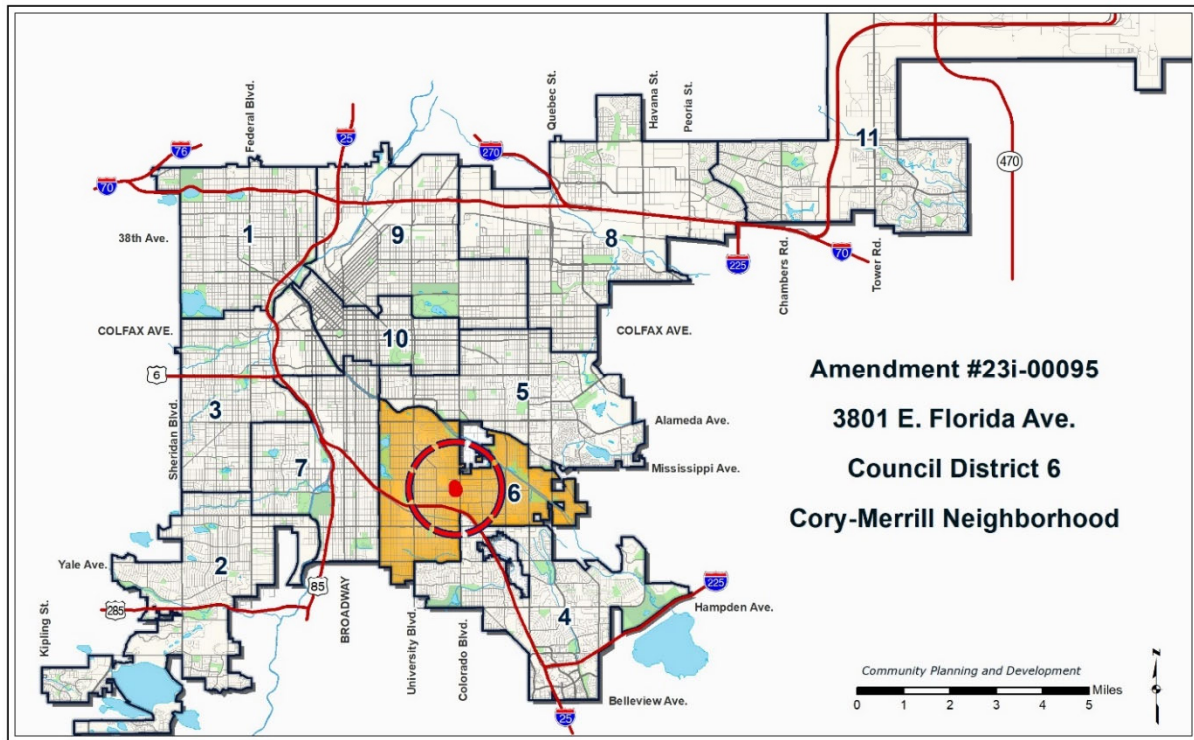 Federal Blvd.
Quebec St.
Havana St.
Peoria St.
25
76
270
11
70
470
38th Ave.
1
9
8
225
70
Chambers Rd.
Tower Rd.
COLFAX AVE.
10
COLFAX AVE.
6
3
5
Sheridan Blvd.
Alameda Ave.
7
Mississippi Ave.
6
Amendment #23i-00095
3801 E. Florida Ave.
Council District 6
Cory-Merrill Neighborhood
Yale Ave.
2
85
BROADWAY
285
Kipling St.
University Blvd.
Colorado Blvd.
4
225
Hampden Ave.
Belleview Ave.
25
Community Planning and Development
Miles
0 1 2 3 4 5
N